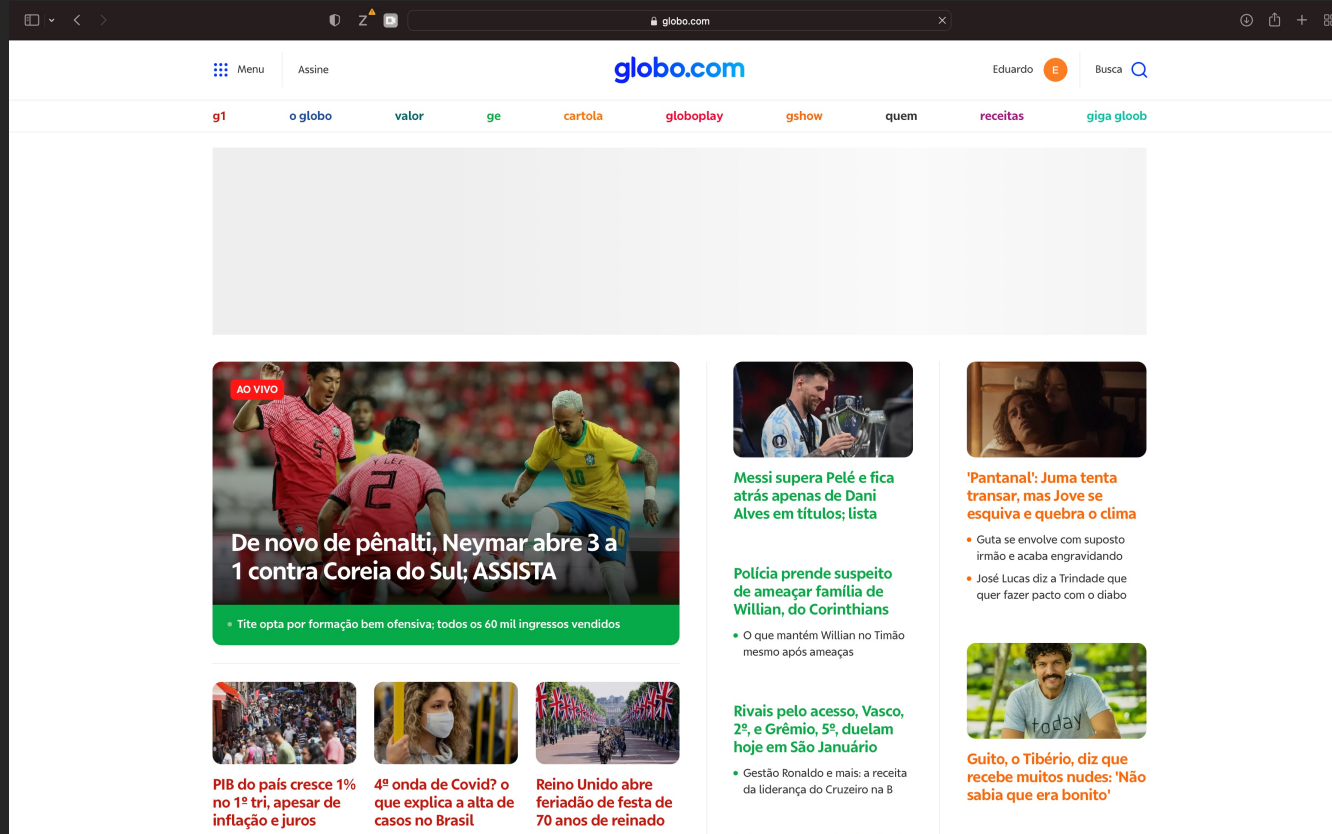 globo.com
Menu
Assine
globo.com
Eduardo
E
Busca
g1
o globo
valor
ge
cartola
globoplay
gshow
quem
receitas
giga gloob
AO VIVO
De novo de pênalti, Neymar abre 3 a
1 contra Coreia do Sul; ASSISTA
Tite opta por formação bem ofensiva; todos os 60 mil ingressos vendidos
PIB do país cresce 1%
no 1º tri, apesar de
inflação e juros
4ª onda de Covid? o
que explica a alta de
casos no Brasil
Reino Unido abre
feriadão de festa de
70 anos de reinado
Messi supera Pelé e fica
atrás apenas de Dani
Alves em títulos; lista
Polícia prende suspeito
de ameaçar família de
Willian, do Corinthians
O que mantém Willian no Timão
mesmo após ameaças
Rivais pelo acesso, Vasco,
2º, e Grêmio, 5º, duelam
hoje em São Januário
Gestão Ronaldo e mais: a receita
da liderança do Cruzeiro na B
'Pantanal': Juma tenta
transar, mas Jove se
esquiva e quebra o clima
Guta se envolve com suposto
irmão e acaba engravidando
José Lucas diz a Trindade que
quer fazer pacto com o diabo
today
Guito, o Tibério, diz que
recebe muitos nudes: 'Não
sabia que era bonito'